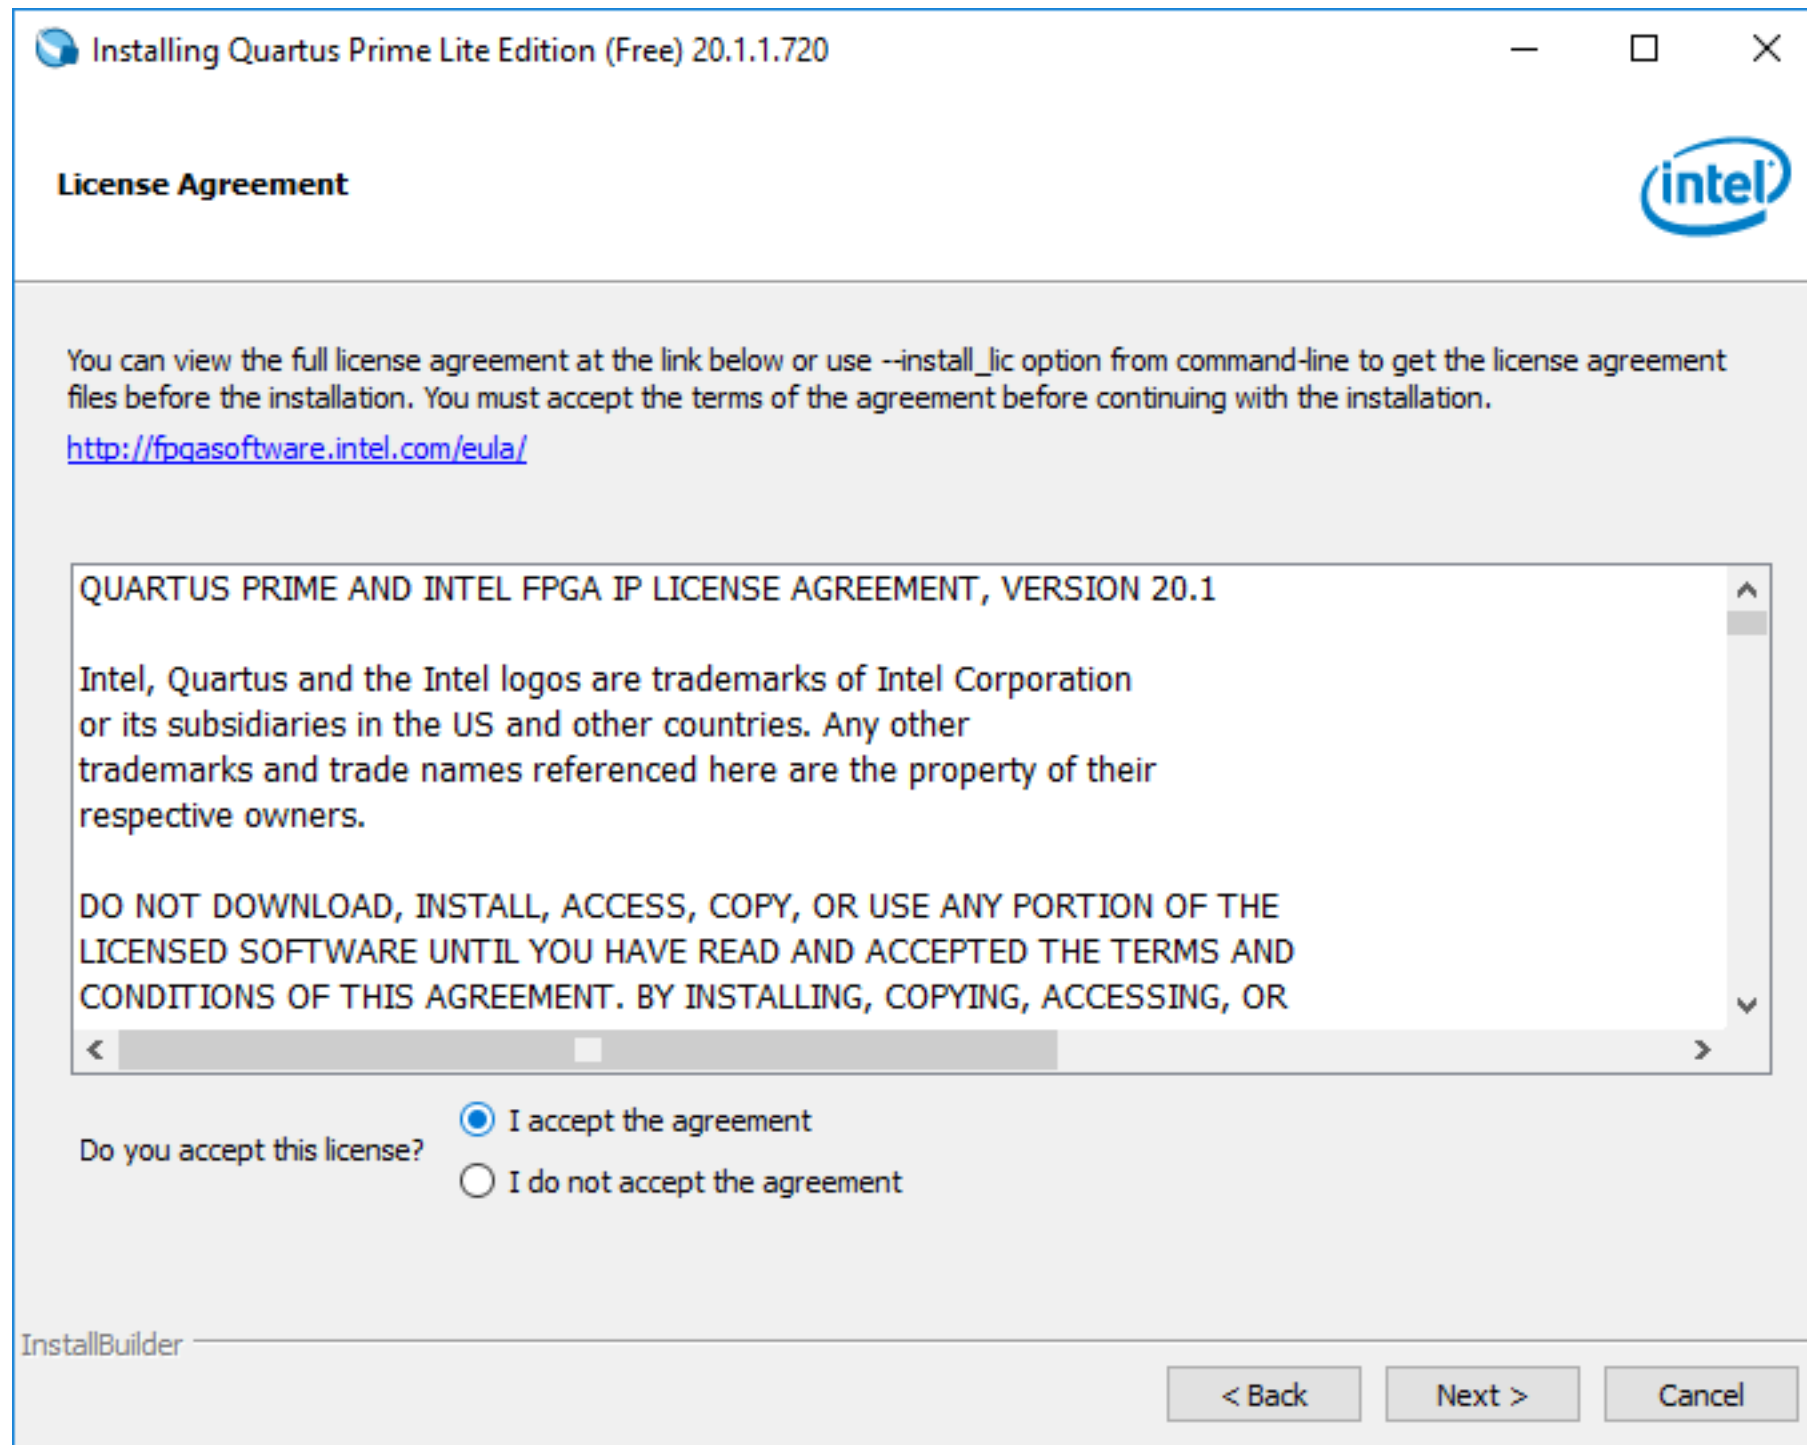 Installing Quartus Prime Lite Edition (Free) 20.1.1.720
License Agreement
intel
You can view the full license agreement at the link below or use --install_lic option from command-line to get the license agreement
files before the installation. You must accept the terms of the agreement before continuing with the installation.
http://fpgasoftware.intel.com/eula/
QUARTUS PRIME AND INTEL FPGA IP LICENSE AGREEMENT, VERSION 20.1
Intel, Quartus and the Intel logos are trademarks of Intel Corporation
or its subsidiaries in the US and other countries. Any other
trademarks and trade names referenced here are the property of their
respective owners.
DO NOT DOWNLOAD, INSTALL, ACCESS, COPY, OR USE ANY PORTION OF THE
LICENSED SOFTWARE UNTIL YOU HAVE READ AND ACCEPTED THE TERMS AND
CONDITIONS OF THIS AGREEMENT. BY INSTALLING, COPYING, ACCESSING, OR
Do you accept this license?
I accept the agreement
I do not accept the agreement
InstallBuilder
< Back
Next >
Cancel